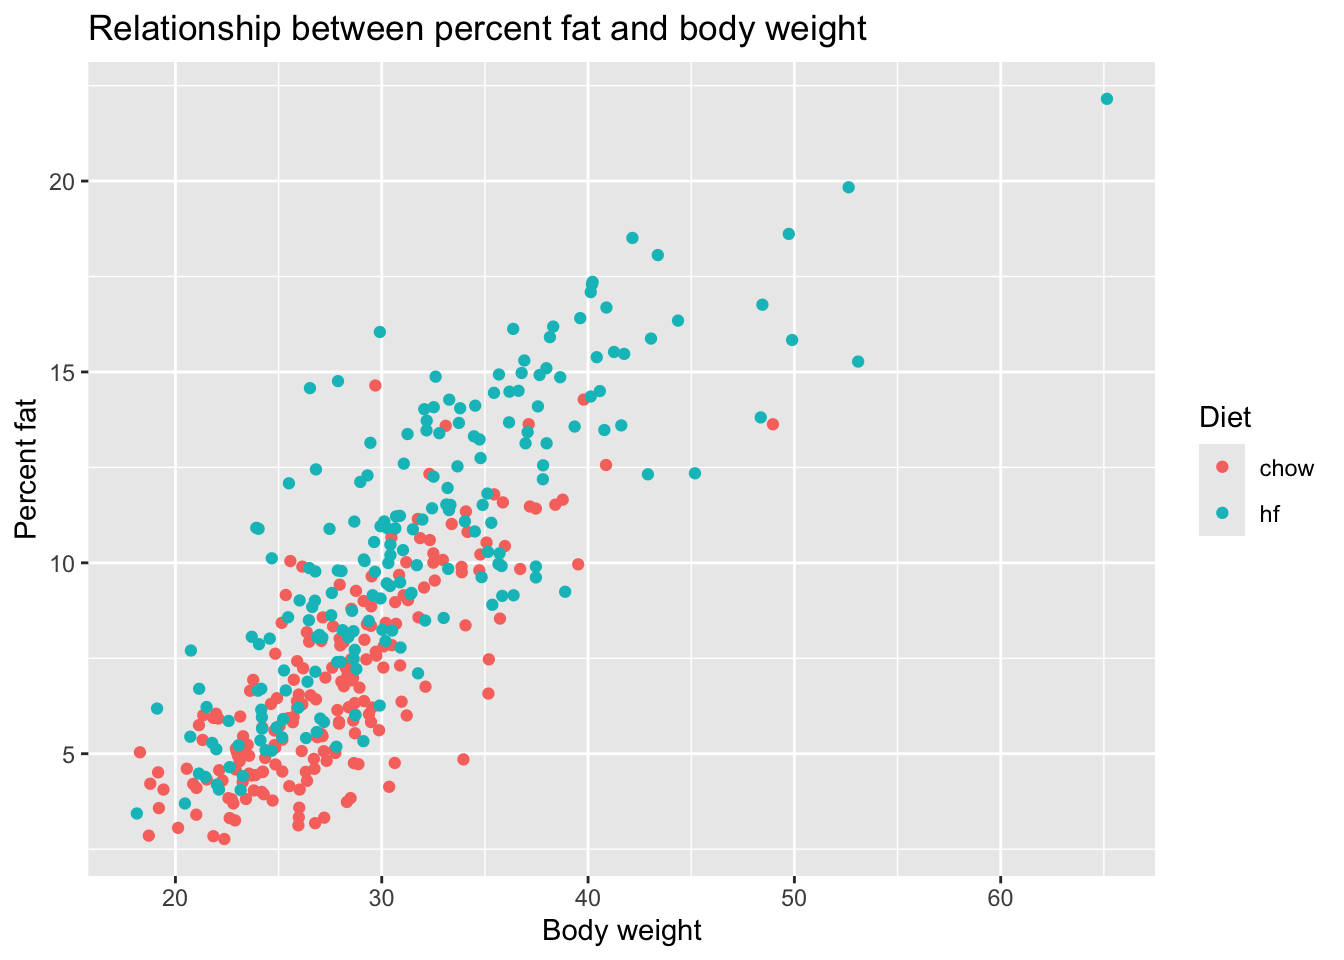 Relationship between percent fat and body weight
20
15
10
5
Percent fat
20 30 40 50 60
Body weight
Diet
chow
hf